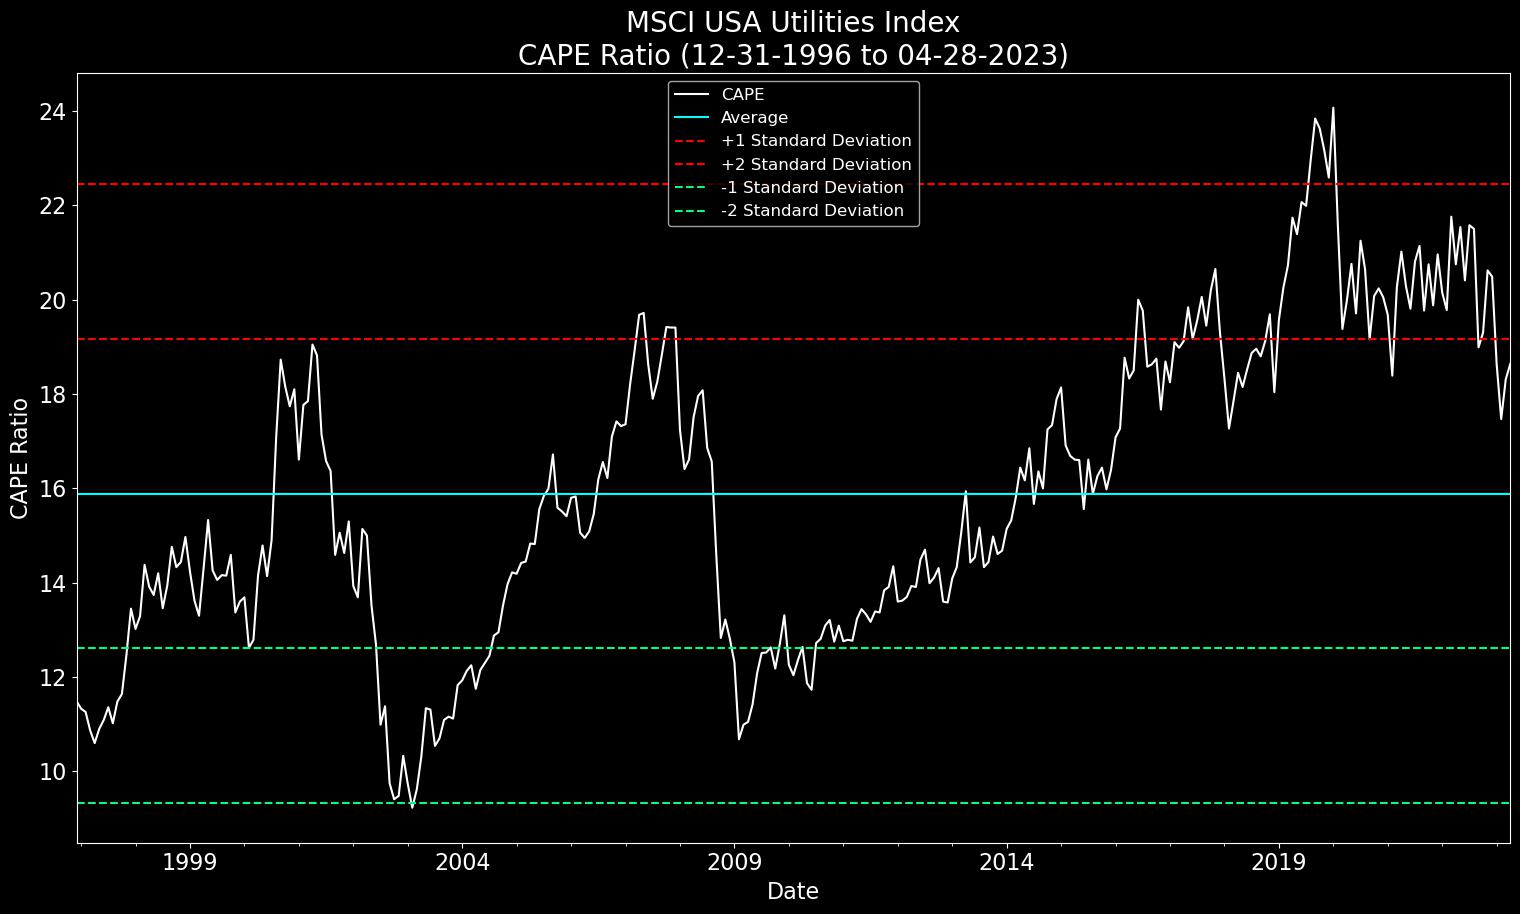 MSCI USA Utilities Index
CAPE Ratio (12-31-1996 to 04-28-2023)
CAPE
Average
+1 Standard Deviation
+2 Standard Deviation
-1 Standard Deviation
-2 Standard Deviation
CAPE Ratio
24
22
20
18
16
14
12
10
1999
2004
2009
2014
2019
Date